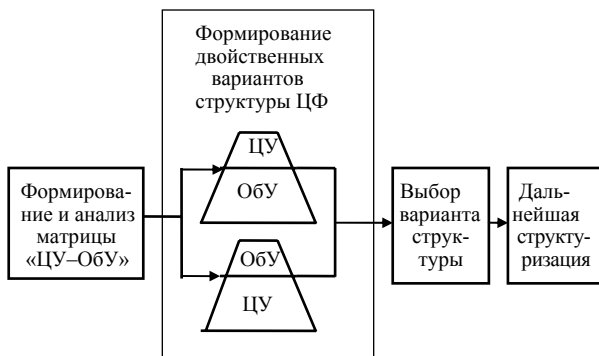 Формирование
двойственных
вариантов
структуры ЦФ
Формирова-
ние и анализ
матрицы
«ЦУ–ОбУ»
ЦУ
ОбУ
ОбУ
ЦУ
Выбор
варианта
струк-
туры
Даль-
нейшая
структу-
ризация